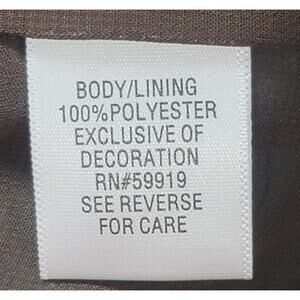 BODY/LINING
100%POLYESTER
EXCLUSIVE OF
DECORATION
RN#59919
SEE REVERSE
FOR CARE